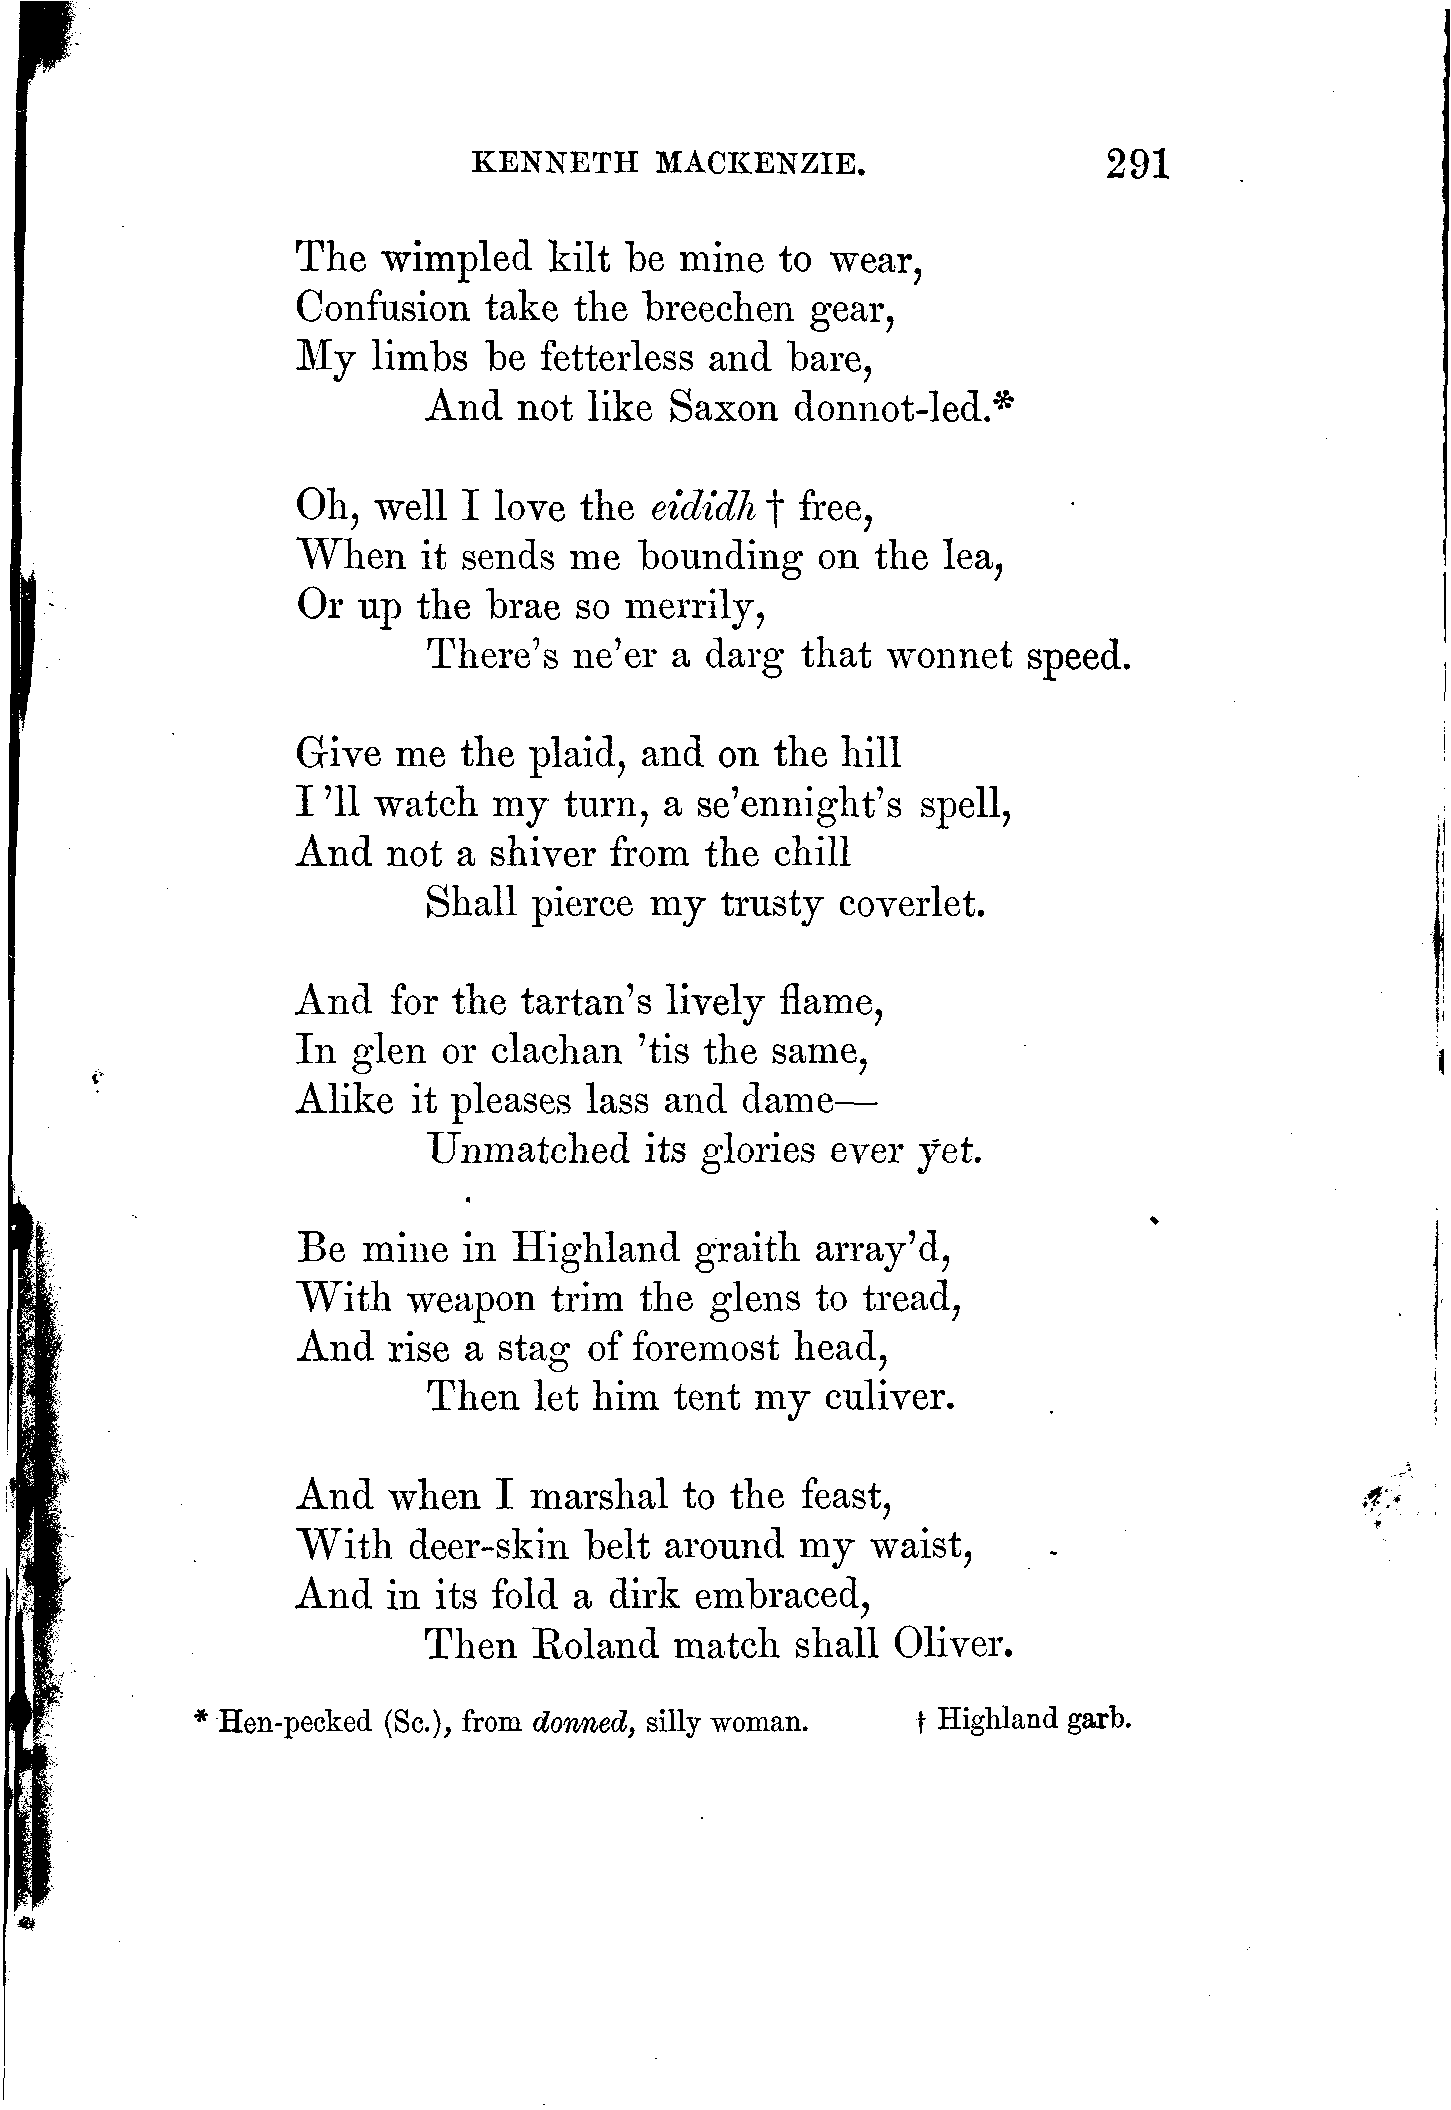 KENNETH MACKENZIE. 291
The wimpled kilt be mine to wear,
Confusion take the breechen gear,
My limbs be fetterless and bare,
And not like Saxon donnot-led.*
Oh, well I love the eididh † free,
When it sends me bounding on the lea,
Or up the brae so merrily,
There's ne'er a darg that wonnet speed.
Give me the plaid, and on the hill
I 'll watch my turn, a se'ennight's spell,
And not a shiver from the chill
Shall pierce my trusty coverlet.
And for the tartan's lively flame,
In glen or clachan 'tis the same,
Alike it pleases lass and dame—
Unmatched its glories ever yet.
Be mine in Highland graith array'd,
With weapon trim the glens to tread,
And rise a stag of foremost head,
Then let him tent my culiver.
And when I marshal to the feast,
With deer-skin belt around my waist,
And in its fold a dirk embraced,
Then Roland match shall Oliver.
* Hen-pecked (Sc.), from donned, silly woman. † Highland garb.